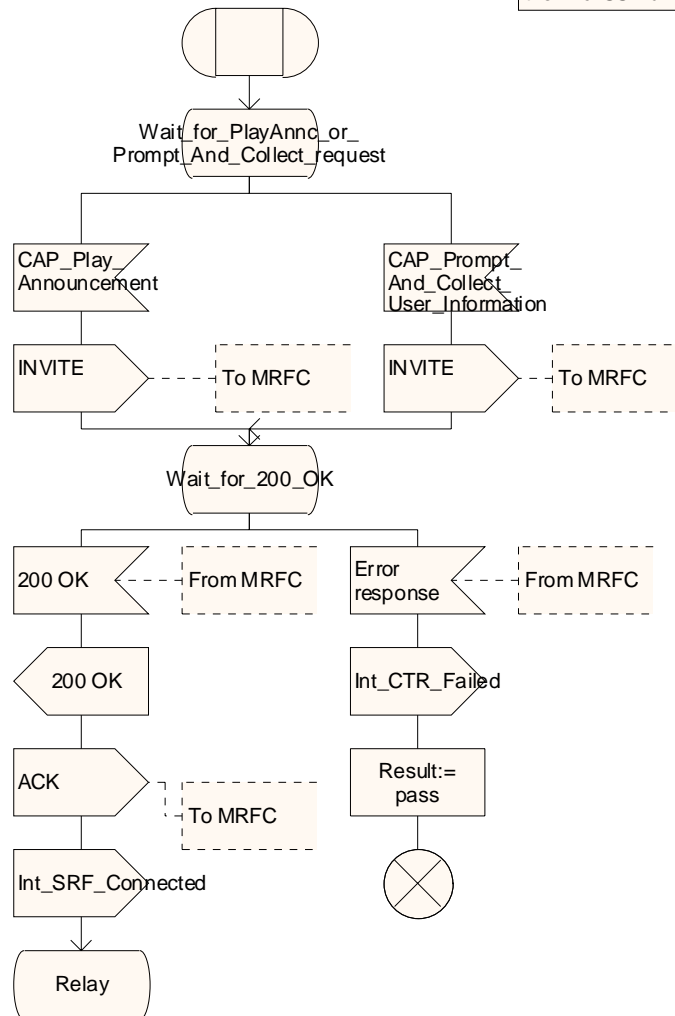 Wait_for_PlayAnnc_or_
Prompt_And_Collect_request
CAP_Play_
Announcement
CAP_Prompt_
And_Collect_
User_Information
INVITE
To MRFC
INVITE
To MRFC
Wait_for_200_OK
200 OK
From MRFC
Error
response
From MRFC
200 OK
Int_CTR_Failed
ACK
To MRFC
Result:=
pass
Int_SRF_Connected
Relay